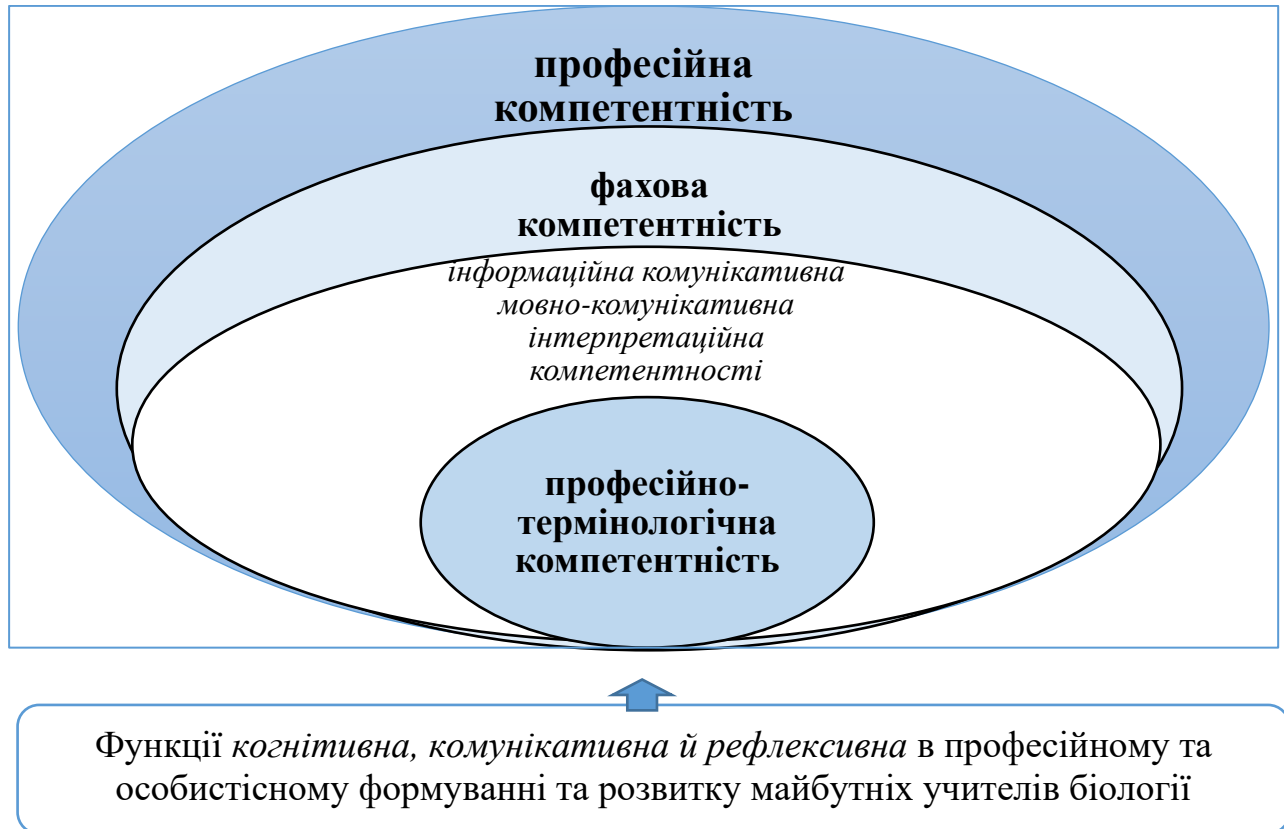 професійна
компетентність
фахова
компетентність
інформаційна комунікативна
мовно-комунікативна
інтерпретаційна
компетентності
професійно-
термінологічна
компетентність
Функції когнітивна, комунікативна й рефлексивна в професійному та
особистісному формуванні та розвитку майбутніх учителів біології